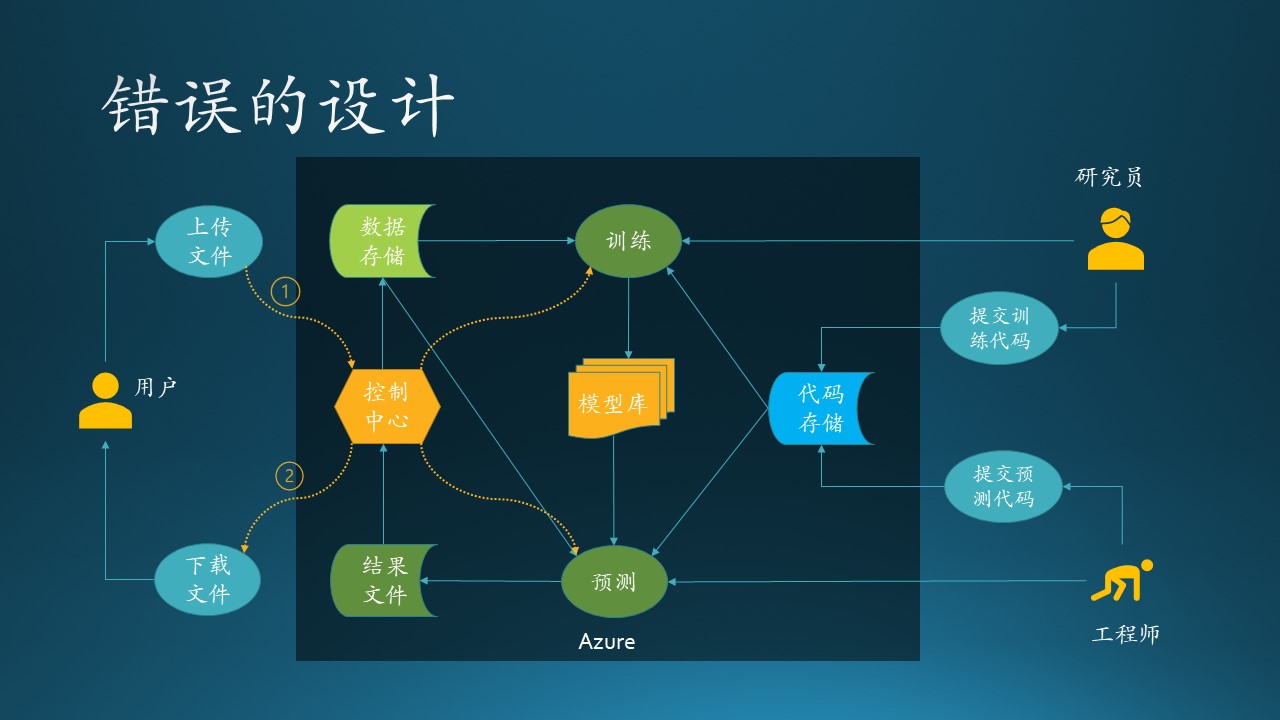 错误的设计
研究员
上传
文件
数据
存储
训练
①
提交训
练代码
用户
控制
中心
模型库
代码
存储
②
提交预
测代码
下载
文件
结果
文件
预测
工程师
Azure